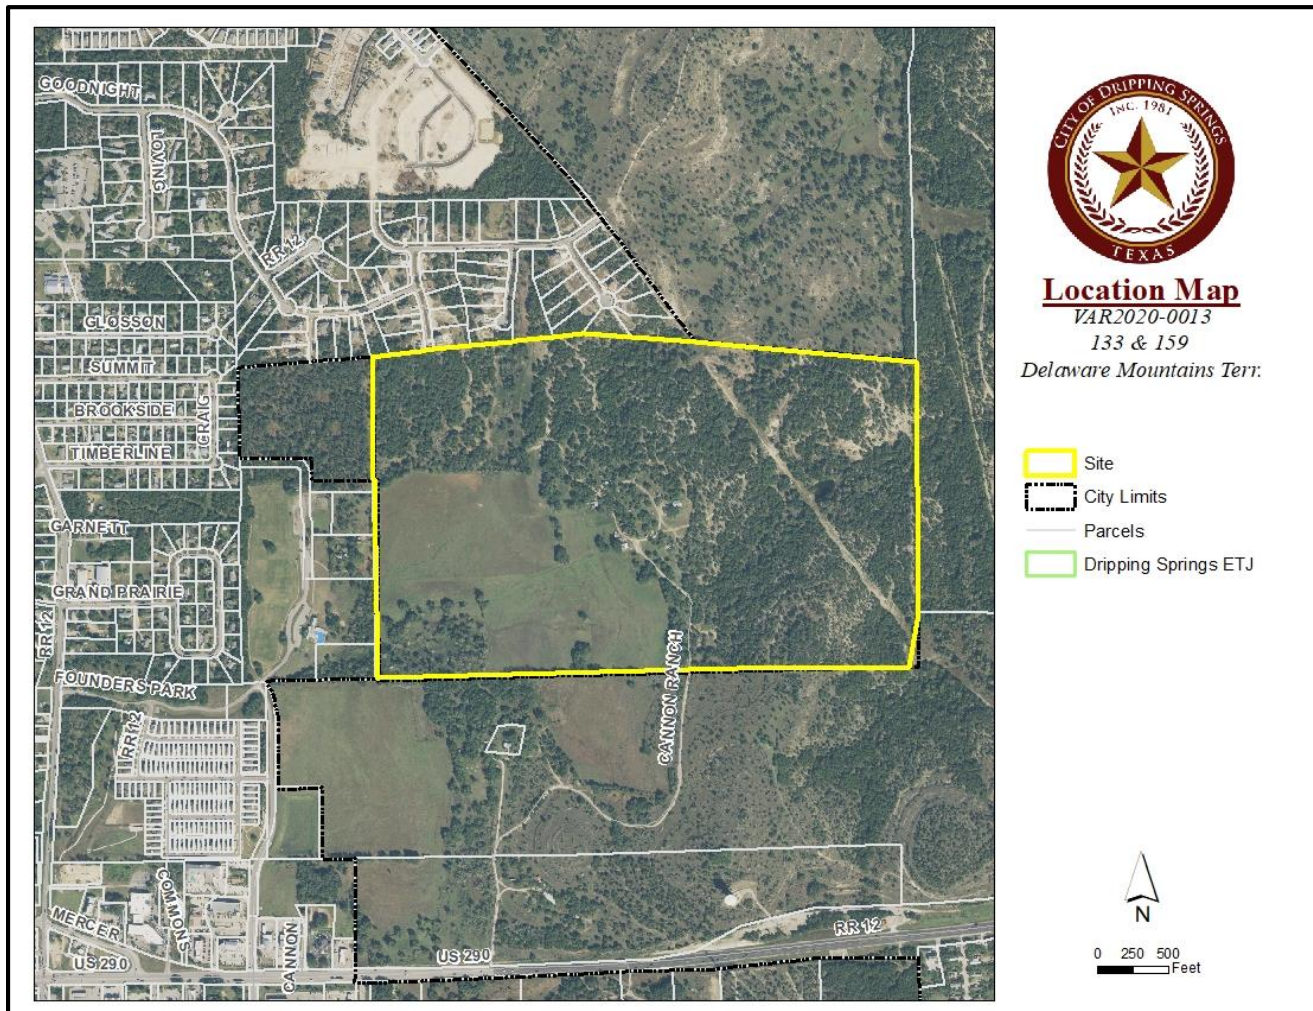 GOODNIGHT
LOVING
RR 12
GLOSSON
SUMMIT
BROOKSIDE
CRAIG
TIMBERLINE
GARNETT
GRAND PRAIRIE
RR 12
FOUNDERS PARK
RR 12
CANNON RANCH
COMMONS
MERCER
US 290
CANNON
US 290
RR 12
CITY OF DRIPPING SPRINGS
INC. 1981
TEXAS
Location Map
VAR2020-0013
133 & 159
Delaware Mountains Terr.
Site
City Limits
Parcels
Dripping Springs ETJ
N
0 250 500
Feet